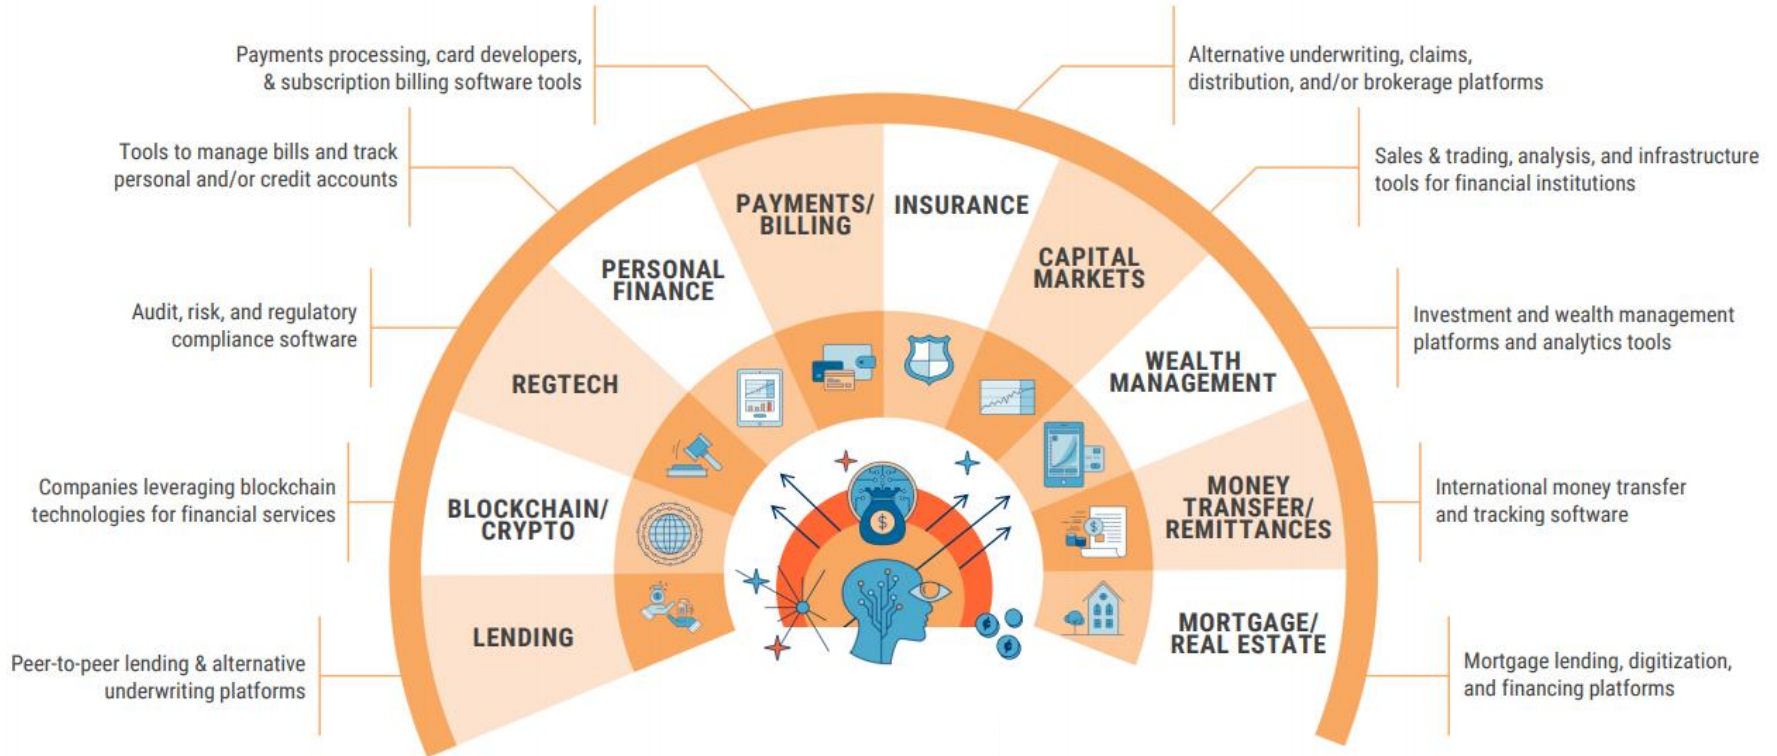 Payments processing, card developers,
& subscription billing software tools
Alternative underwriting, claims,
distribution, and/or brokerage platforms
Tools to manage bills and track
personal and/or credit accounts
Sales & trading, analysis, and infrastructure
tools for financial institutions
PAYMENTS/
BILLING
INSURANCE
PERSONAL
FINANCE
CAPITAL
MARKETS
Audit, risk, and regulatory
compliance software
Investment and wealth management
platforms and analytics tools
REGTECH
WEALTH
MANAGEMENT
Companies leveraging blockchain
technologies for financial services
BLOCKCHAIN/
CRYPTO
MONEY
TRANSFER/
REMITTANCES
International money transfer
and tracking software
$
$
Peer-to-peer lending & alternative
underwriting platforms
LENDING
MORTGAGE/
REAL ESTATE
Mortgage lending, digitization,
and financing platforms